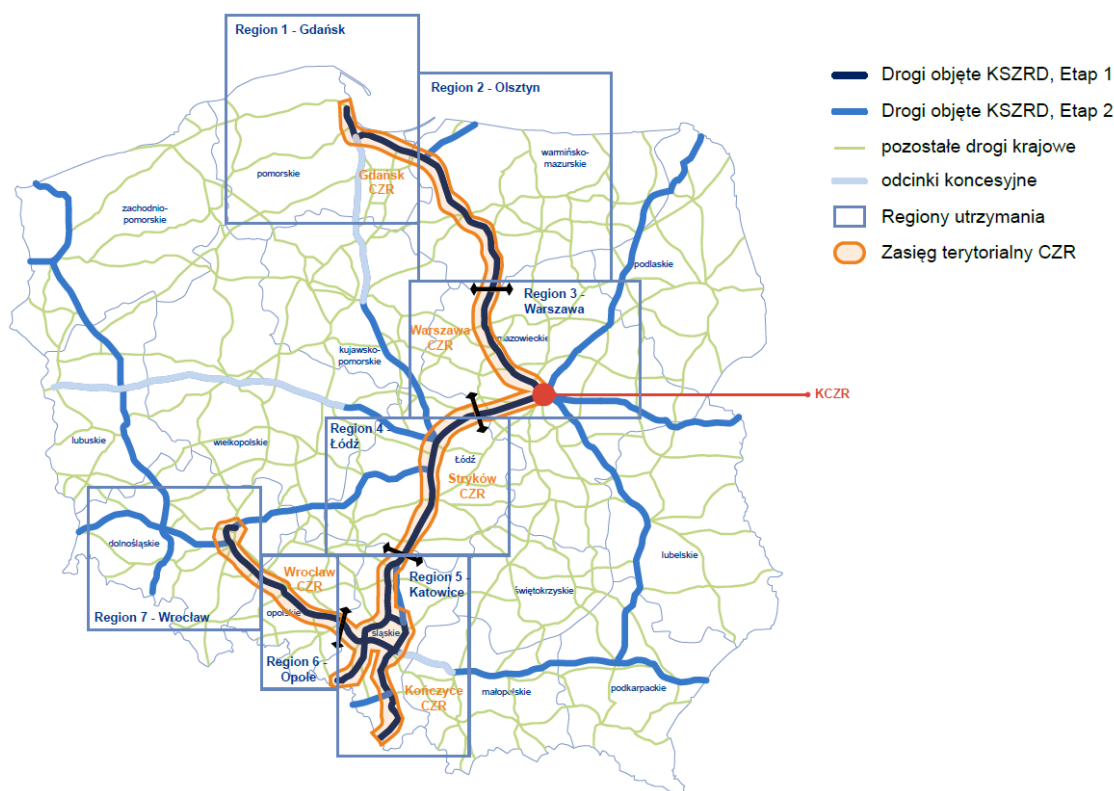 Region 1 - Gdańsk
Region 2 - Olsztyn
Drogi objęte KSZRD, Etap 1
Drogi objęte KSZRD, Etap 2
pozostałe drogi krajowe
odcinki koncesyjne
Regiony utrzymania
Zasięg terytorialny CZR
warmińsko-
mazurskie
pomorskie
Gdańsk
CZR
zachodnio-
pomorskie
podlaskie
Region 3 -
Warszawa
Warszawa
CZR
mazowieckie
kujawsko-
pomorskie
KCZR
Region 4 -
Łódź
lubuskie
wielkopolskie
Łódź
Stryków
CZR
dolnośląskie
lubelskie
Wrocław
CZR
Region 5 -
Katowice
świętokrzyskie
Region 7 - Wrocław
opolskie
śląskie
Region 6 -
Opole
Kończyce
CZR
małopolskie
podkarpackie